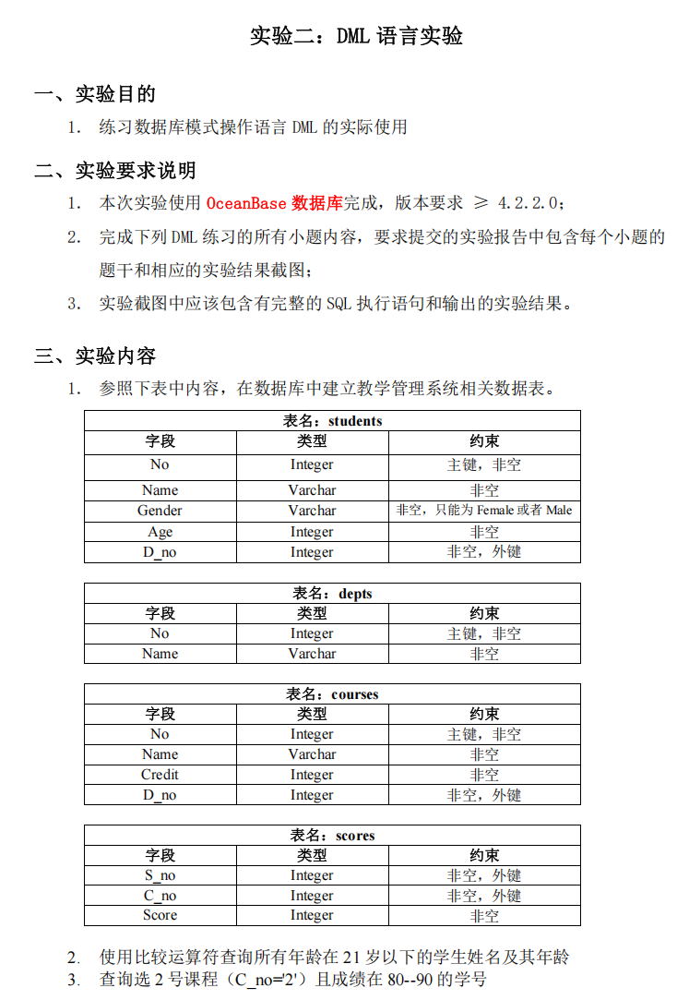 实验二：DML 语言实验
一、实验目的
1. 练习数据库模式操作语言 DML 的实际使用
二、实验要求说明
1. 本次实验使用 OceanBase 数据库完成，版本要求 ≥ 4.2.2.0；
2. 完成下列 DML 练习的所有小题内容，要求提交的实验报告中包含每个小题的
题干和相应的实验结果截图；
3. 实验截图中应该包含有完整的 SQL 执行语句和输出的实验结果。
三、实验内容
1. 参照下表中内容，在数据库中建立教学管理系统相关数据表。
表名：students
字段 类型 约束
No Integer 主键，非空
Name Varchar 非空
Gender Varchar 非空，只能为 Female 或者 Male
Age Integer 非空
D_no Integer 非空，外键
表名：depts
字段 类型 约束
No Integer 主键，非空
Name Varchar 非空
表名：courses
字段 类型 约束
No Integer 主键，非空
Name Varchar 非空
Credit Integer 非空
D_no Integer 非空，外键
表名：scores
字段 类型 约束
S_no Integer 非空，外键
C_no Integer 非空，外键
Score Integer 非空
2. 使用比较运算符查询所有年龄在 21 岁以下的学生姓名及其年龄
3. 查询选 2 号课程（C_no='2'）且成绩在 80--90 的学号